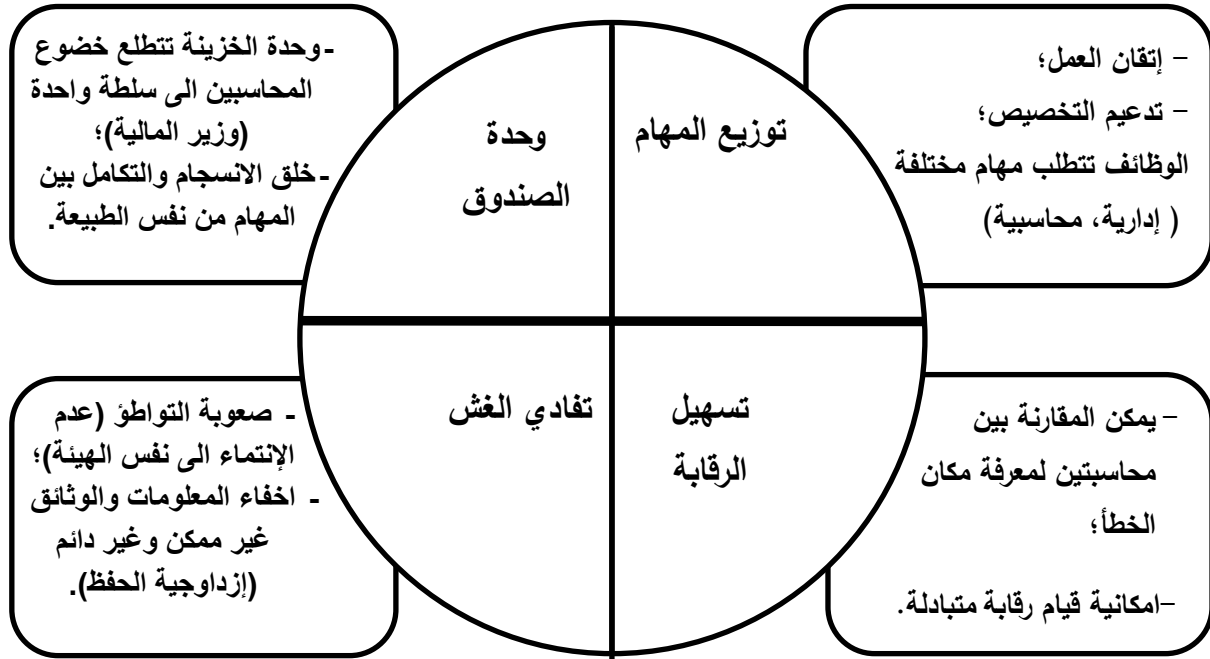 – إتقان العمل؛
– تدعيم التخصيص؛
الوظائف تتطلب مهام مختلفة
( إدارية، محاسبية)
توزيع المهام
وحدة
الصندوق
-وحدة الخزينة تتطلع خضوع
المحاسبين الى سلطة واحدة
(وزير المالية)؛
-خلق الانسجام والتكامل بين
المهام من نفس الطبيعة.
–يمكن المقارنة بين
محاسبتين لمعرفة مكان
الخطأ؛
–امكانية قيام رقابة متبادلة.
تسهيل
الرقابة
تفادي الغش
- صعوبة التواطؤ (عدم
الإنتماء الى نفس الهيئة)؛
- اخفاء المعلومات والوثائق
غير ممكن وغير دائم
(إزداوجية الحفظ).